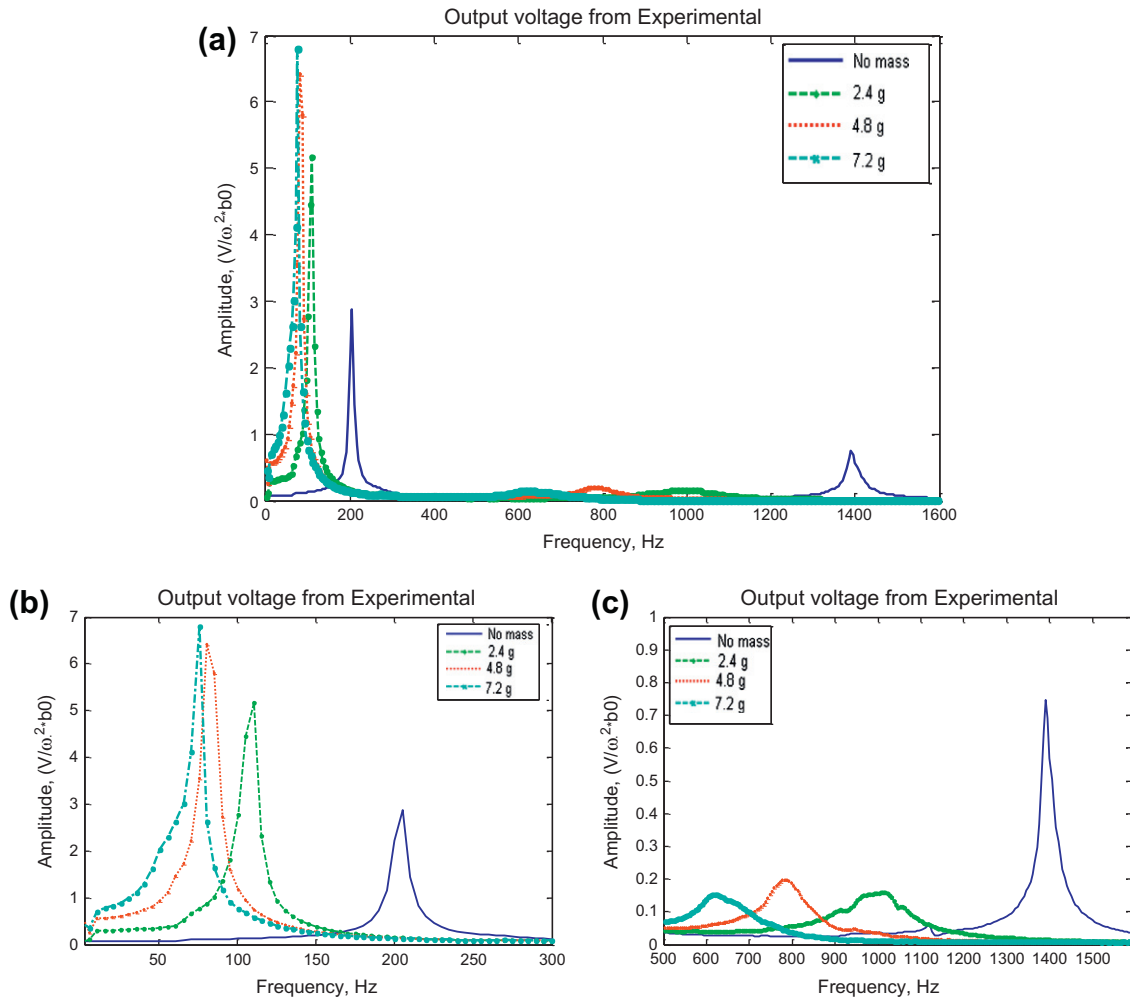 (a)
Output voltage from Experimental
7
6
5
4
3
2
1
0
Amplitude, (V/ω.²*b0)
No mass
2.4 g
4.8 g
7.2 g
0 200 400 600 800 1000 1200 1400 1600
Frequency, Hz
(b)
Output voltage from Experimental
7
6
5
4
3
2
1
0
Amplitude, (V/ω.²*b0)
No mass
2.4 g
4.8 g
7.2 g
50 100 150 200 250 300
Frequency, Hz
(c)
Output voltage from Experimental
1
0.9
0.8
0.7
0.6
0.5
0.4
0.3
0.2
0.1
0
Amplitude, (V/ω.²*b0)
No mass
2.4 g
4.8 g
7.2 g
500 600 700 800 900 1000 1100 1200 1300 1400 1500
Frequency, Hz